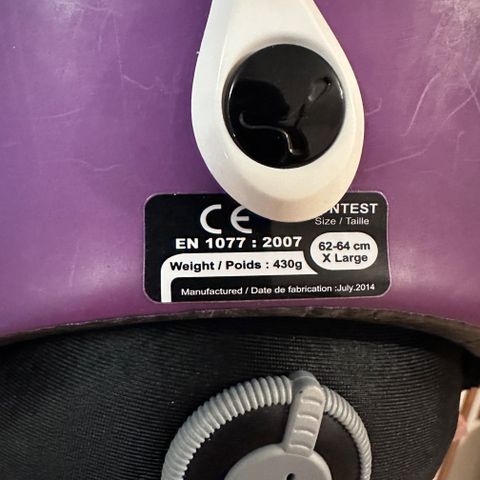 CE
Size / Taille
EN 1077 : 2007
62-64 cm
X Large
Weight / Poids : 430g
Manufactured / Date de fabrication :July.2014